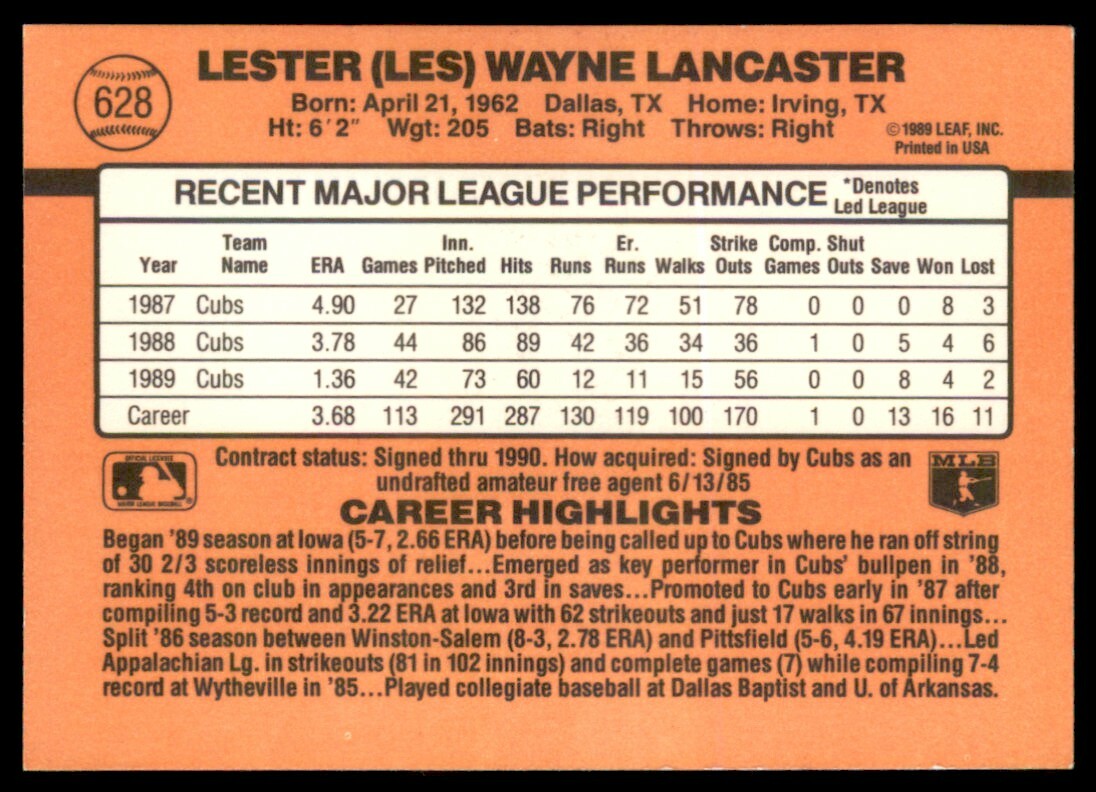 628
LESTER (LES) WAYNE LANCASTER
Born: April 21, 1962 Dallas, TX Home: Irving, TX
Ht: 6'2" Wgt: 205 Bats: Right Throws: Right
©1989 LEAF, INC.
Printed in USA
RECENT MAJOR LEAGUE PERFORMANCE
*Denotes
Led League
Team Inn. Er. Strike Comp. Shut
Year Name ERA Games Pitched Hits Runs Runs Walks Outs Games Outs Save Won Lost
1987 Cubs 4.90 27 132 138 76 72 51 78 0 0 0 8 3
1988 Cubs 3.78 44 86 89 42 36 34 36 1 0 5 4 6
1989 Cubs 1.36 42 73 60 12 11 15 56 0 0 8 4 2
Career 3.68 113 291 287 130 119 100 170 1 0 13 16 11
OFFICIAL LICENSEE
MAJOR LEAGUE BASEBALL
Contract status: Signed thru 1990. How acquired: Signed by Cubs as an
undrafted amateur free agent 6/13/85
MLB
CAREER HIGHLIGHTS
Began '89 season at Iowa (5-7, 2.66 ERA) before being called up to Cubs where he ran off string
of 30 2/3 scoreless innings of relief...Emerged as key performer in Cubs' bullpen in '88,
ranking 4th on club in appearances and 3rd in saves...Promoted to Cubs early in '87 after
compiling 5-3 record and 3.22 ERA at Iowa with 62 strikeouts and just 17 walks in 67 innings...
Split '86 season between Winston-Salem (8-3, 2.78 ERA) and Pittsfield (5-6, 4.19 ERA)...Led
Appalachian Lg. in strikeouts (81 in 102 innings) and complete games (7) while compiling 7-4
record at Wytheville in '85...Played collegiate baseball at Dallas Baptist and U. of Arkansas.